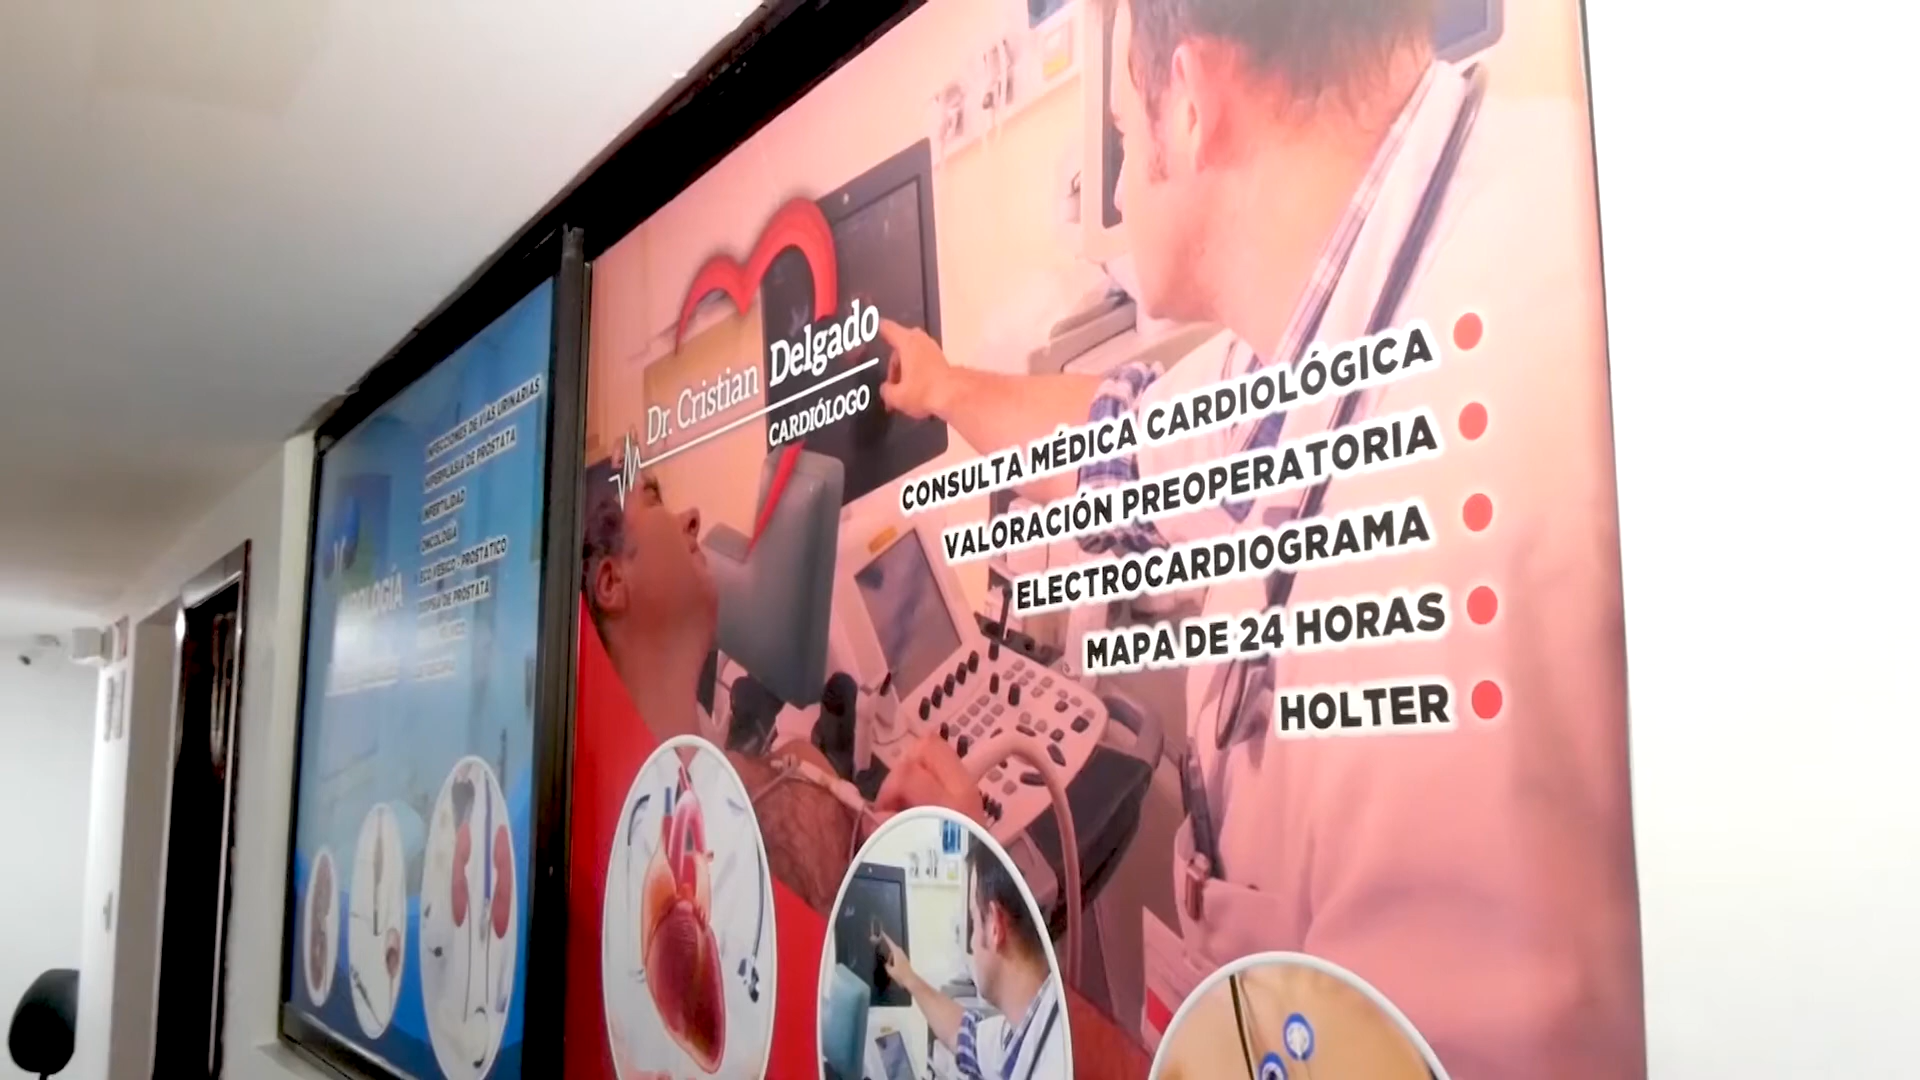 INFECCIONES DE VÍAS URINARIAS
HIPERPLASIA DE PRÓSTATA
INFERTILIDAD
ONCOLOGÍA
ECO VESICO - PROSTÁTICO
BIOPSIA DE PRÓSTATA
Dr. Cristian Delgado
CARDIÓLOGO
CONSULTA MÉDICA CARDIOLÓGICA
VALORACIÓN PREOPERATORIA
ELECTROCARDIOGRAMA
MAPA DE 24 HORAS
HOLTER